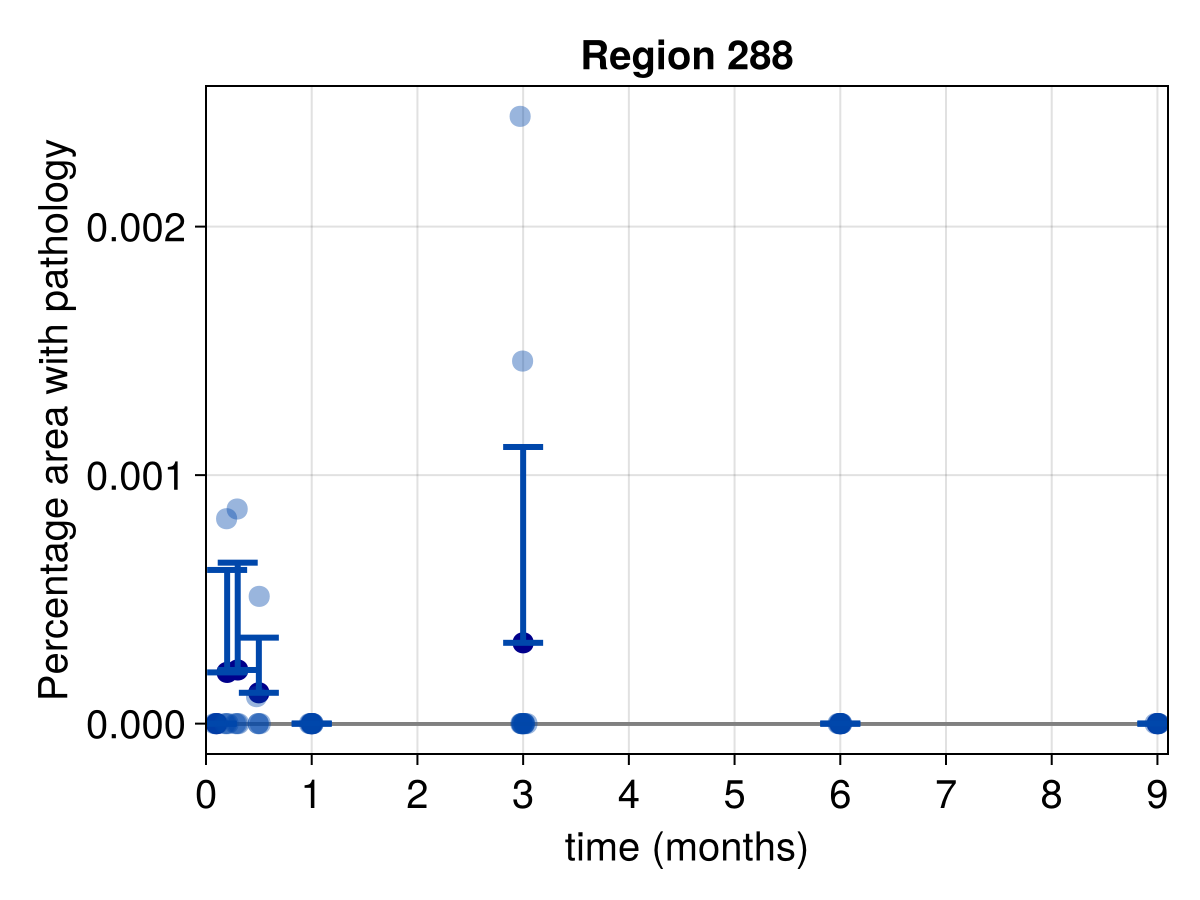 Region 288
Percentage area with pathology
0.002
0.001
0.000
0 1 2 3 4 5 6 7 8 9
time (months)